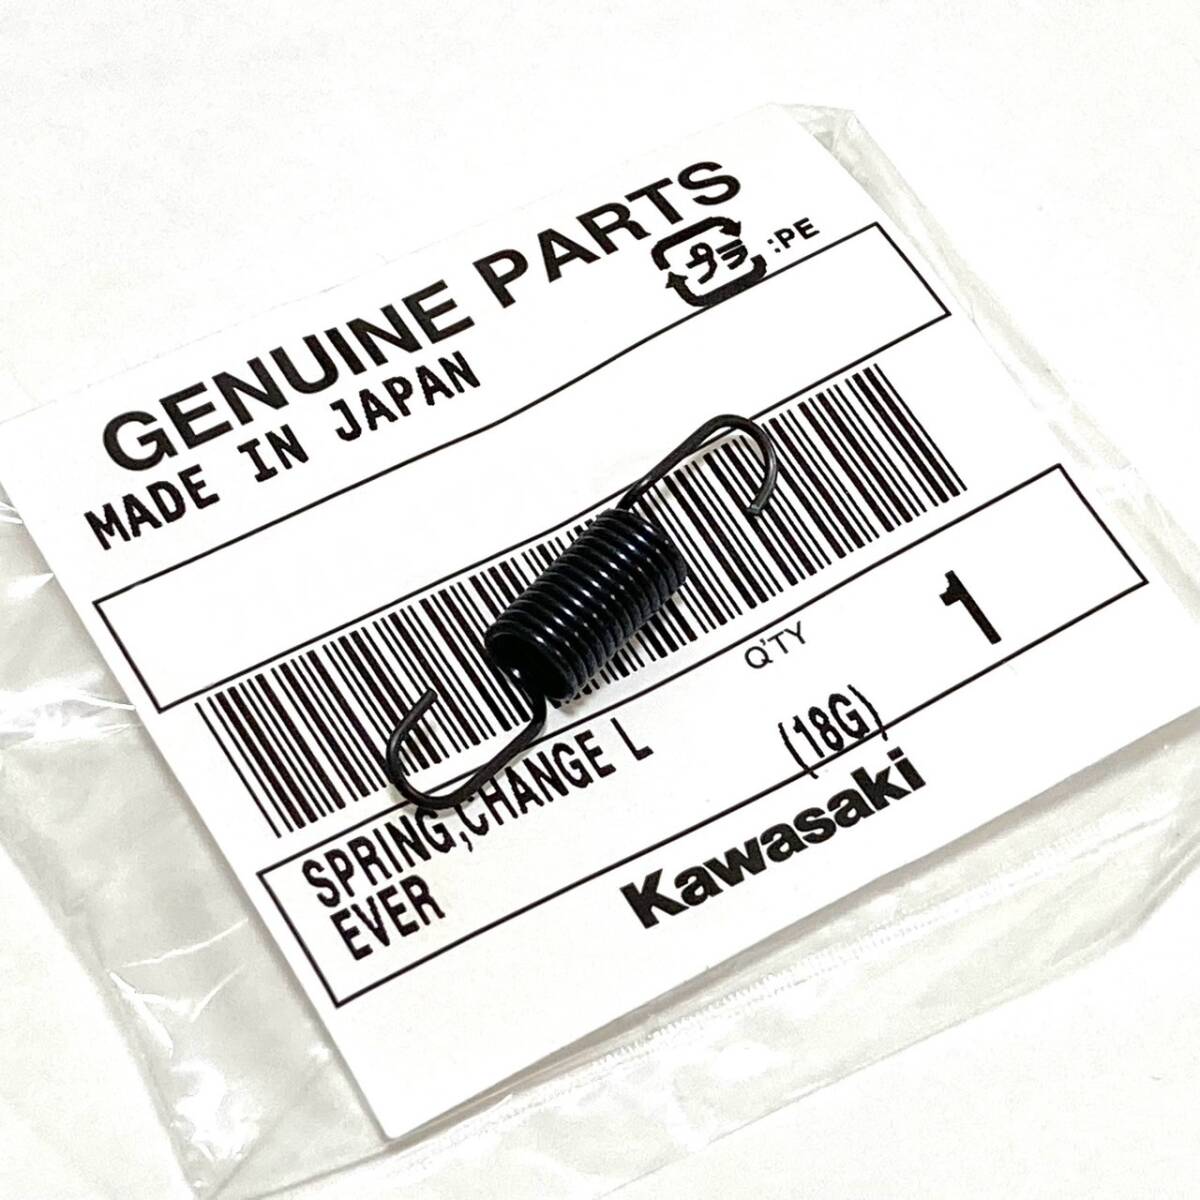 GENUINE PARTS
プラ :PE
MADE IN JAPAN
Q'TY 1
SPRING,CHANGE L (18G)
EVER
Kawasaki